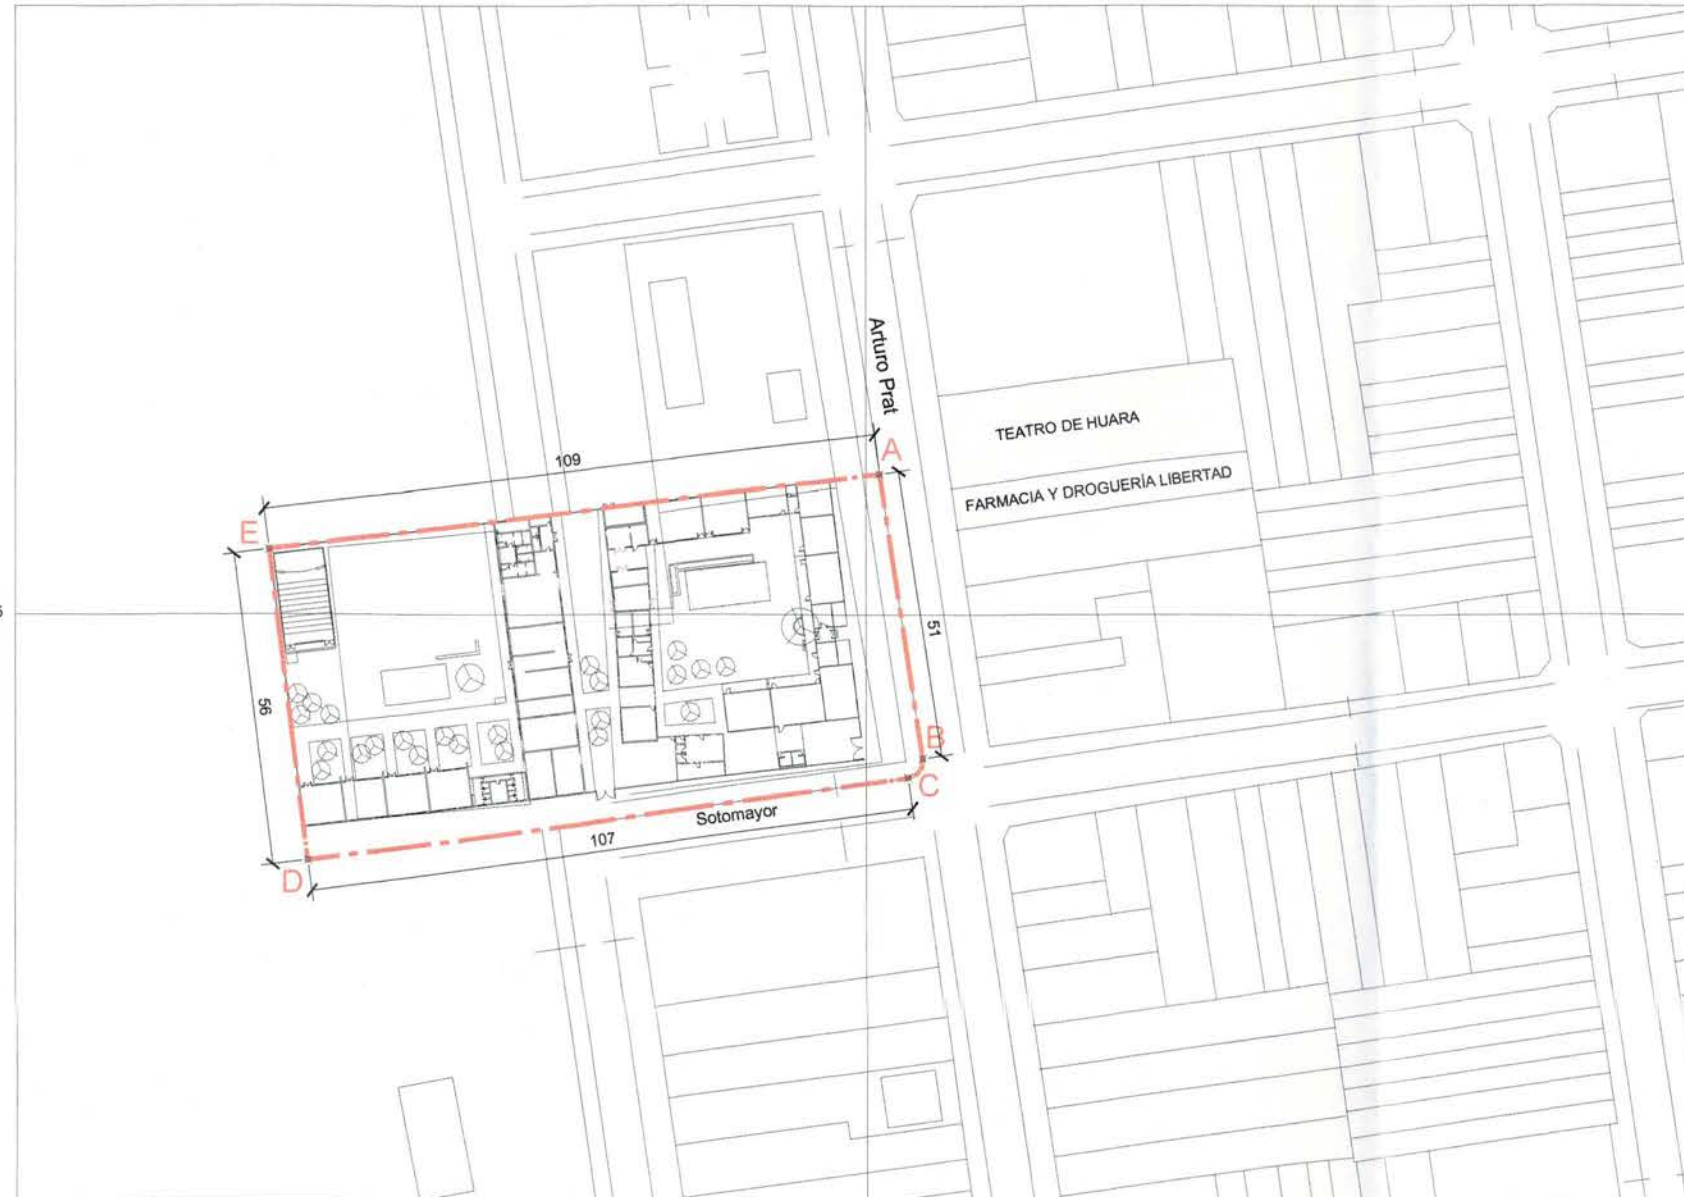 Arturo Prat
TEATRO DE HUARA
FARMACIA Y DROGUERÍA LIBERTAD
A
109
E
51
56
B
C
Sotomayor
107
D